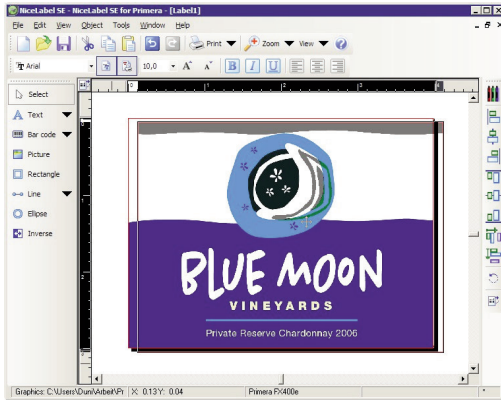 NiceLabel SE - NiceLabel SE for Primera - [Label1]
File Edit View Object Tools Window Help
Print Zoom View
Arial 10,0 B I U
Select
Text
Bar code
Picture
Rectangle
Line
Ellipse
Inverse
BLUE MOON
VINEYARDS
Private Reserve Chardonnay 2006
Graphics: C:\Users\Duni\Arbeit\Pr X: 0.13 Y: 0.04 Primera FX400e